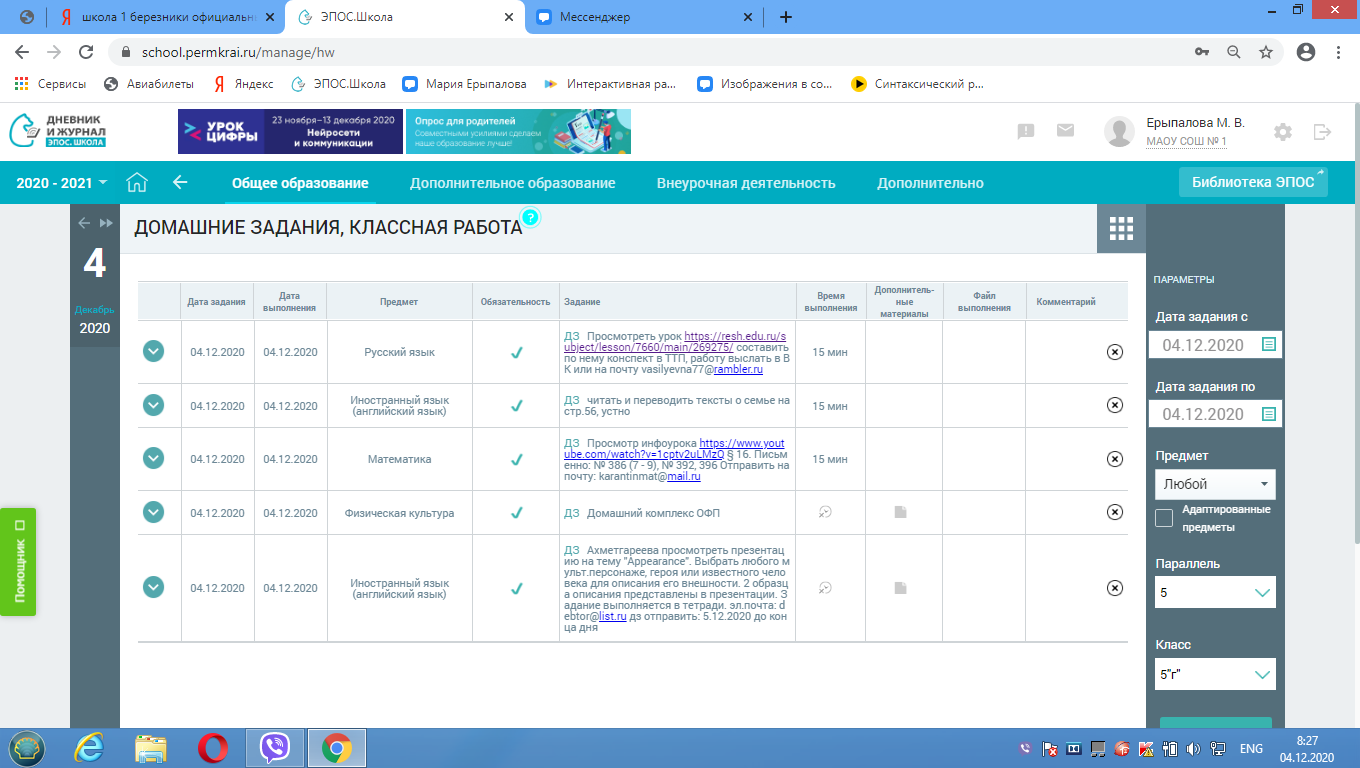 школа 1 березники официальны
ЭПОС.Школа
Мессенджер
school.permkrai.ru/manage/hw
Сервисы
Авиабилеты
Яндекс
ЭПОС.Школа
Мария Ерыпалова
Интерактивная ра...
Изображения в со...
Синтаксический р...
ДНЕВНИК
И ЖУРНАЛ
ЭПОС. ШКОЛА
УРОК
ЦИФРЫ
23 ноября–13 декабря 2020
Нейросети
и коммуникации
Опрос для родителей
Совместными усилиями сделаем
наше образование лучше!
Ерыпалова М. В.
МАОУ СОШ № 1
2020 - 2021
Общее образование
Дополнительное образование
Внеурочная деятельность
Дополнительно
Библиотека ЭПОС
4
Декабрь
2020
ДОМАШНИЕ ЗАДАНИЯ, КЛАССНАЯ РАБОТА
?
Дата задания
Дата
выполнения
Предмет
Обязательность
Задание
Время
выполнения
Дополнитель-
ные
материалы
Файл
выполнения
Комментарий
04.12.2020
04.12.2020
Русский язык
ДЗ Просмотреть урок https://resh.edu.ru/s
ubject/lesson/7660/main/269275/ составить
по нему конспект в ТТП, работу выслать в В
К или на почту vasilyevna77@rambler.ru
15 мин
04.12.2020
04.12.2020
Иностранный язык
(английский язык)
ДЗ читать и переводить тексты о семье на
стр.56, устно
15 мин
04.12.2020
04.12.2020
Математика
ДЗ Просмотр инфоурока https://www.yout
ube.com/watch?v=1cptv2uLMzQ § 16. Письм
енно: № 386 (7 - 9), № 392, 396 Отправить на
почту: karantinmat@mail.ru
15 мин
04.12.2020
04.12.2020
Физическая культура
ДЗ Домашний комплекс ОФП
04.12.2020
04.12.2020
Иностранный язык
(английский язык)
ДЗ Ахметгареева просмотреть презентац
ию на тему "Appearance". Выбрать любого м
ульт.персонаже, героя или известного чело
века для описания его внешности. 2 образц
а описания представлены в презентации. З
адание выполняется в тетради. эл.почта: d
ebtor@list.ru дз отправить: 5.12.2020 до кон
ца дня
ПАРАМЕТРЫ
Дата задания с
04.12.2020
Дата задания по
04.12.2020
Предмет
Любой
Адаптированные
предметы
Параллель
5
Класс
5"г"
Помощник
ENG
8:27
04.12.2020